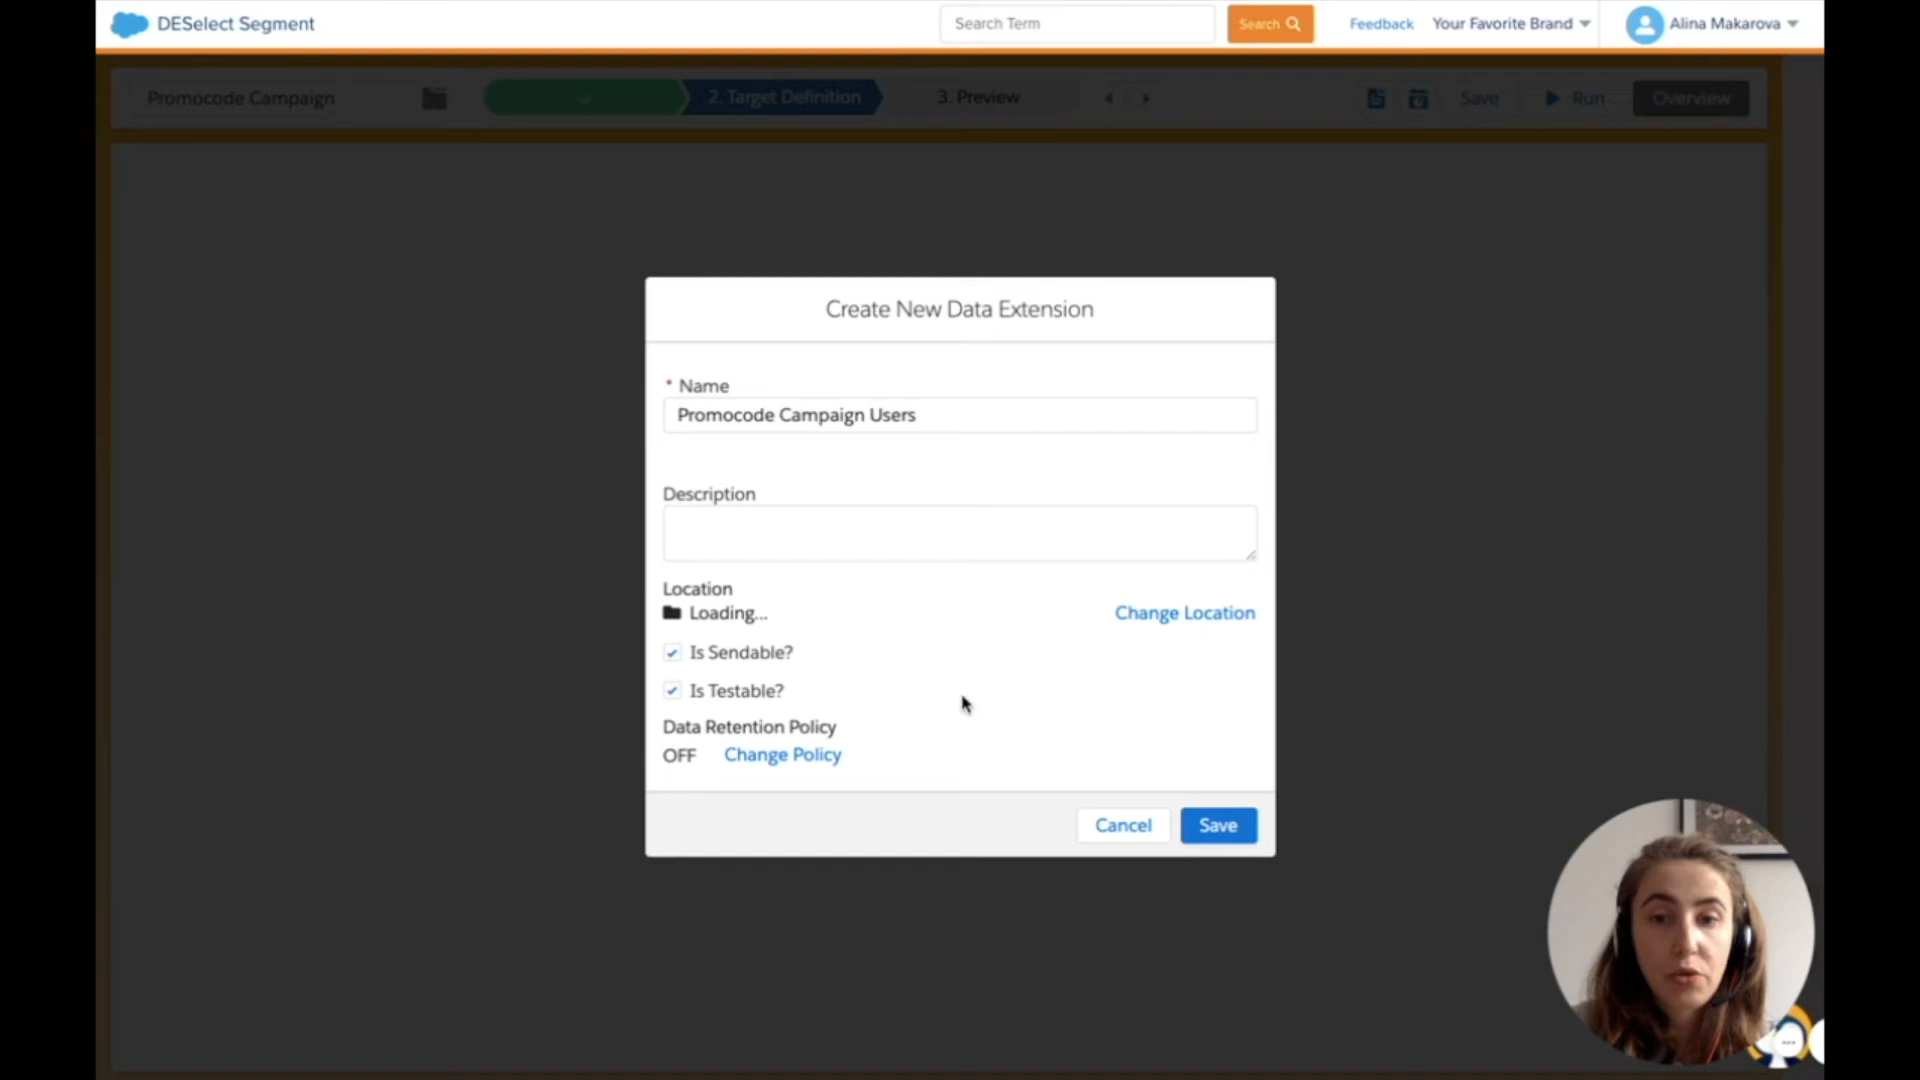 DESelect Segment
Search Term
Search
Feedback
Your Favorite Brand
Alina Makarova
Promocode Campaign
2. Target Definition
3. Preview
Save
Run
Overview
Create New Data Extension
* Name
Promocode Campaign Users
Description
Location
Loading...
Change Location
Is Sendable?
Is Testable?
Data Retention Policy
OFF
Change Policy
Cancel
Save